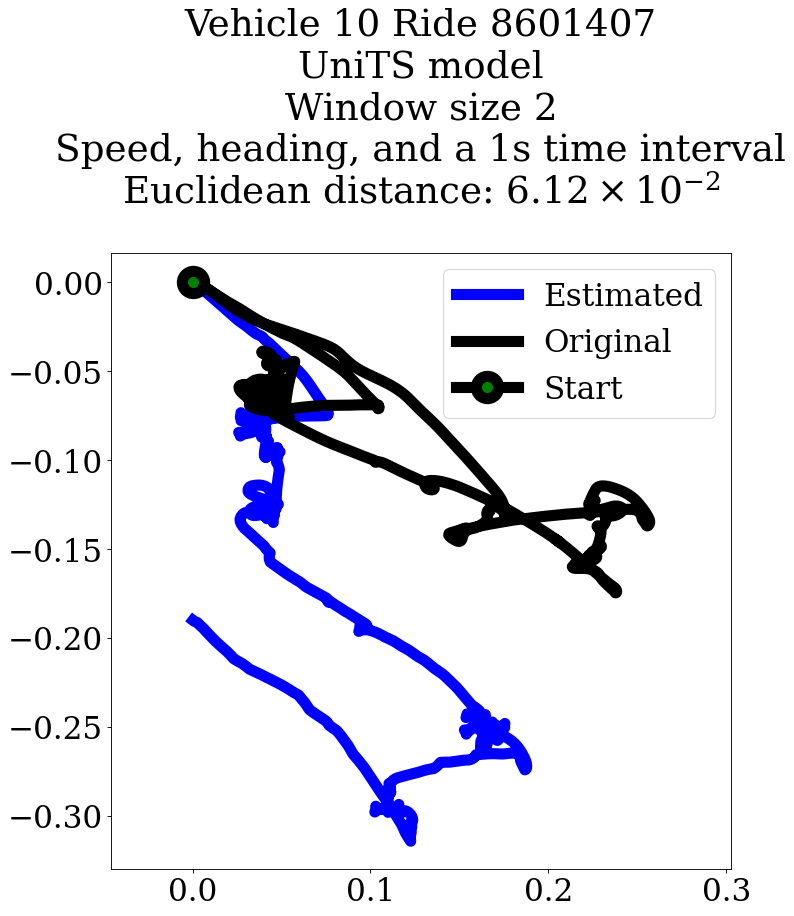 Vehicle 10 Ride 8601407
UniTS model
Window size 2
Speed, heading, and a 1s time interval
Euclidean distance: 6.12 × 10⁻²
Estimated
Original
Start
0.00
−0.05
−0.10
−0.15
−0.20
−0.25
−0.30
0.0 0.1 0.2 0.3